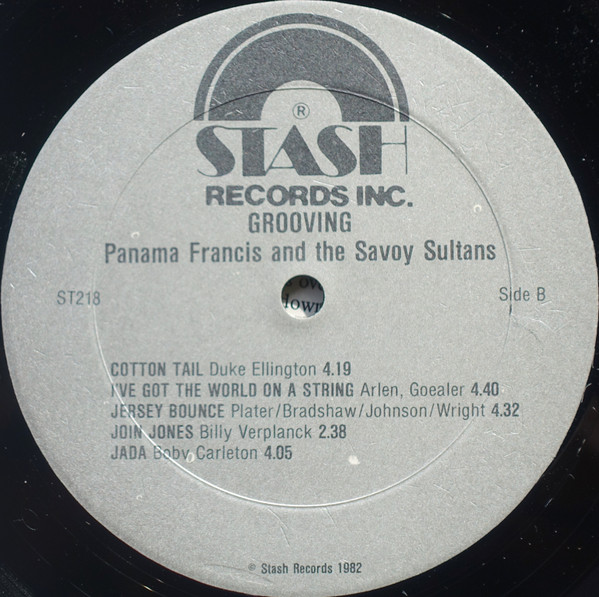 ®
STASH
RECORDS INC.
GROOVING
Panama Francis and the Savoy Sultans
ST218
Side B
over
down
COTTON TAIL Duke Ellington 4.19
I'VE GOT THE WORLD ON A STRING Arlen, Goealer 4.40
JERSEY BOUNCE Plater/Bradshaw/Johnson/Wright 4.32
JOIN JONES Billy Verplanck 2.38
JADA Boby Carleton 4.05
© Stash Records 1982